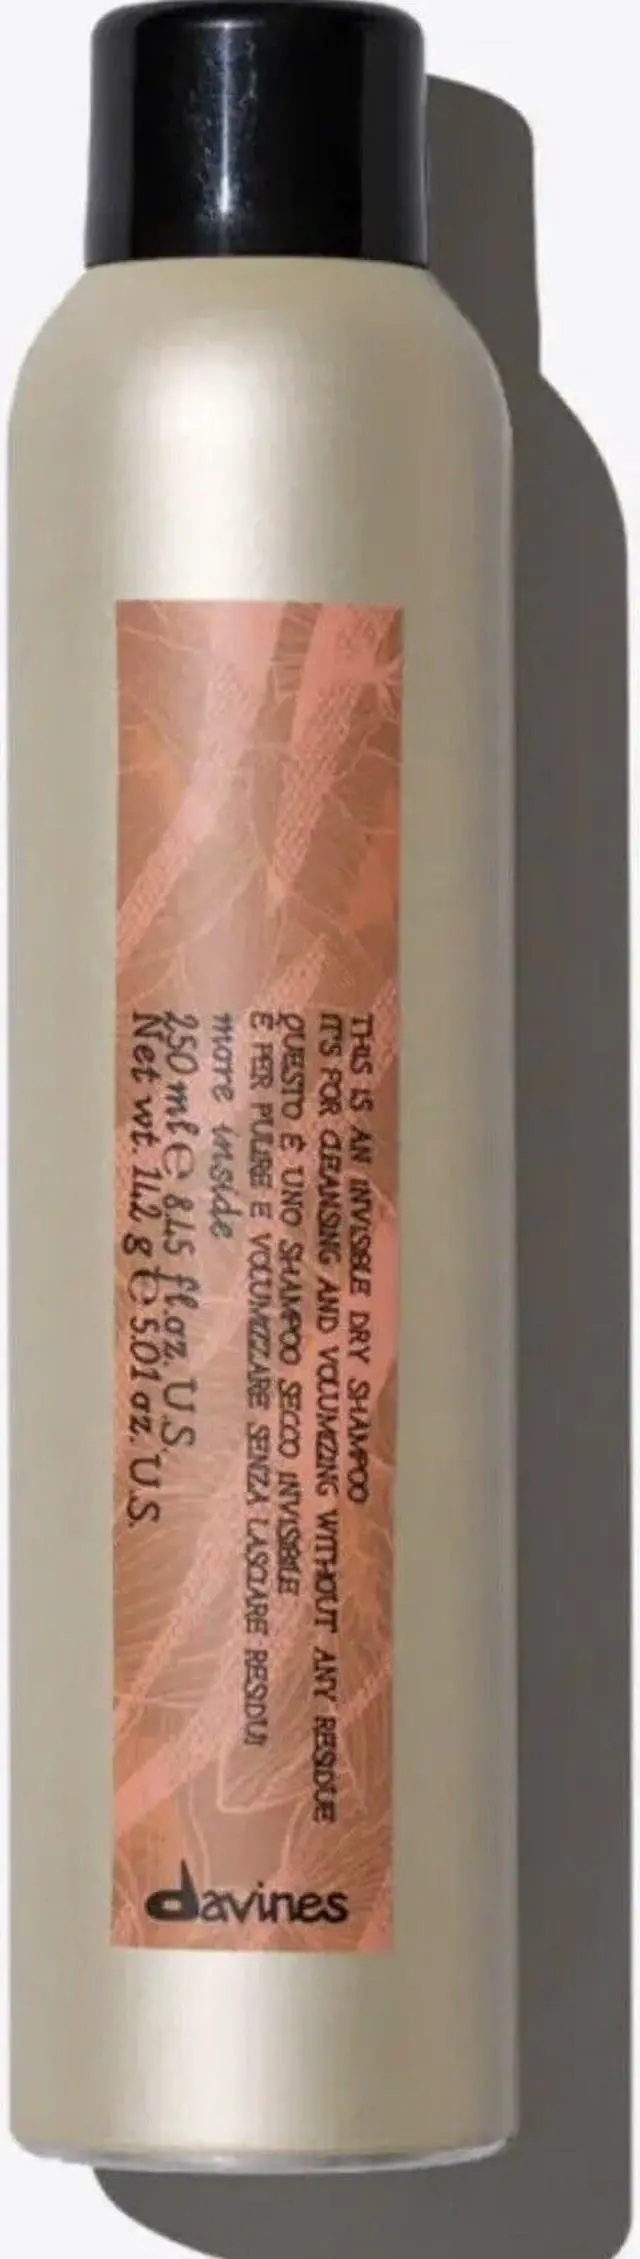 THIS IS AN INVISIBLE DRY SHAMPOO
IT'S FOR CLEANSING AND VOLUMIZING WITHOUT ANY RESIDUE
QUESTO È UNO SHAMPOO SECCO INVISIBILE
È PER PULIRE E VOLUMIZZARE SENZA LASCIARE RESIDUI
more inside
250 ml ℮ 8.45 fl.oz. U.S.
Net wt. 142 g ℮ 5.01 oz. U.S.
davines